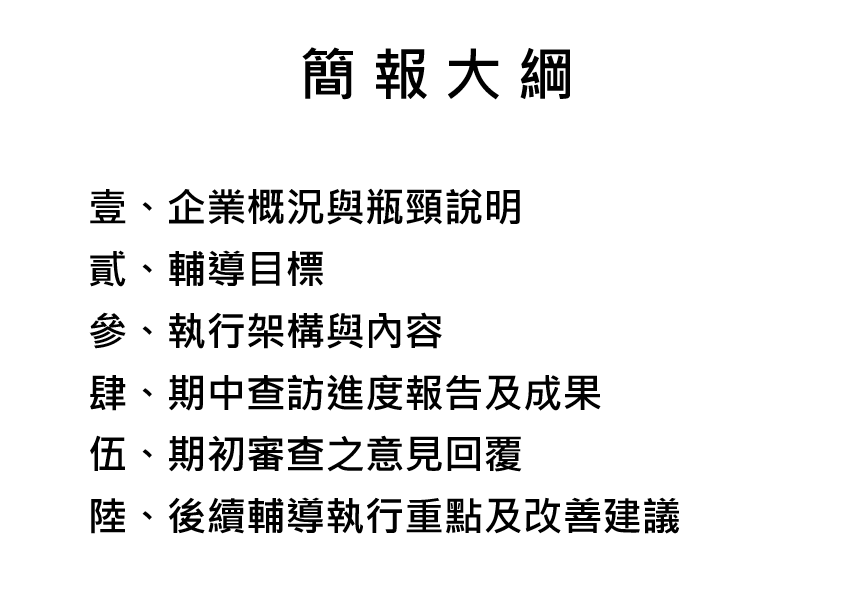 簡報大綱
壹、企業概況與瓶頸說明
貳、輔導目標
參、執行架構與內容
肆、期中查訪進度報告及成果
伍、期初審查之意見回覆
陸、後續輔導執行重點及改善建議